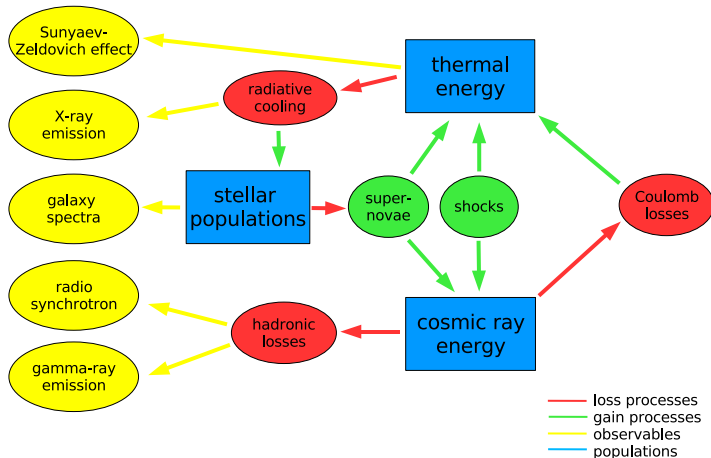 Sunyaev-
Zeldovich effect
thermal
energy
radiative
cooling
X-ray
emission
galaxy
spectra
stellar
populations
super-
novae
shocks
Coulomb
losses
radio
synchrotron
hadronic
losses
cosmic ray
energy
gamma-ray
emission
loss processes
gain processes
observables
populations